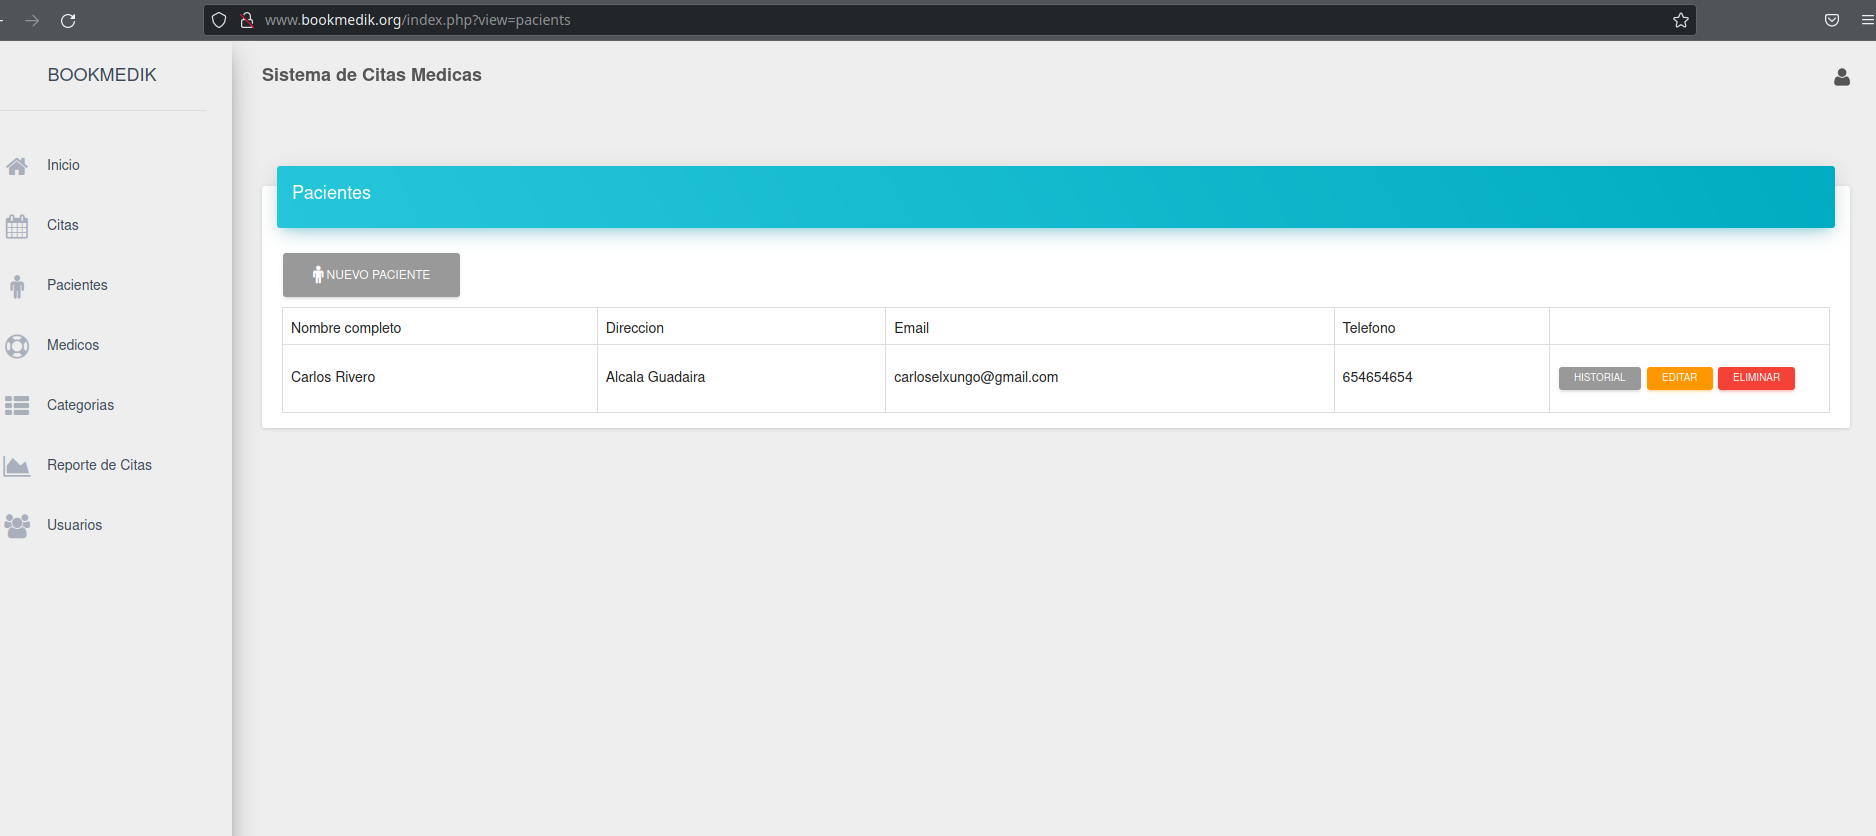 www.bookmedik.org/index.php?view=pacients
BOOKMEDIK
Sistema de Citas Medicas
Inicio
Citas
Pacientes
Medicos
Categorias
Reporte de Citas
Usuarios
Pacientes
NUEVO PACIENTE
Nombre completo Direccion Email Telefono
Carlos Rivero Alcala Guadaira carloselxungo@gmail.com 654654654 HISTORIAL EDITAR ELIMINAR